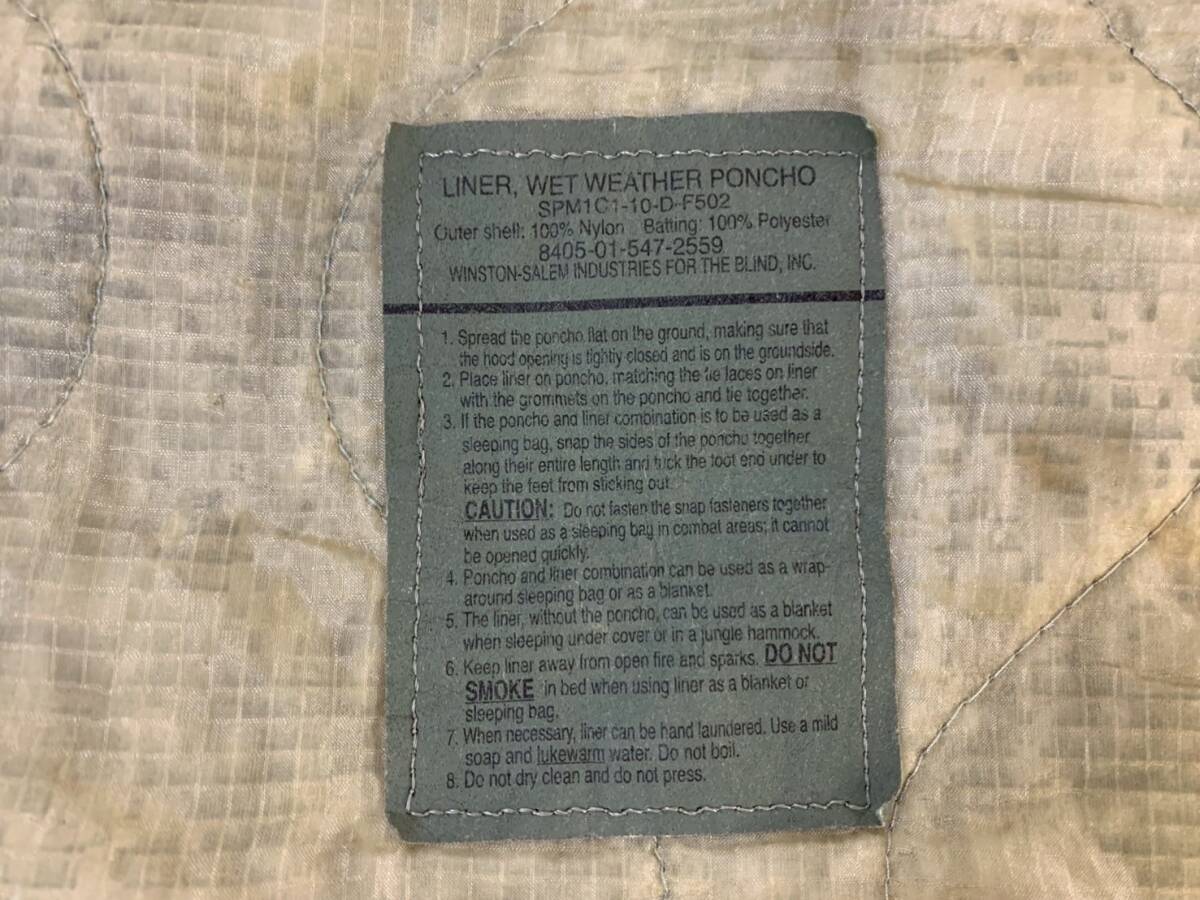 LINER, WET WEATHER PONCHO
SPM1C1-10-D-F502
Outer shell: 100% Nylon Batting: 100% Polyester
8405-01-547-2559
WINSTON-SALEM INDUSTRIES FOR THE BLIND, INC.
1. Spread the poncho flat on the ground, making sure that
the hood opening is tightly closed and is on the groundside.
2. Place liner on poncho, matching the tie laces on liner
with the grommets on the poncho and tie together.
3. If the poncho and liner combination is to be used as a
sleeping bag, snap the sides of the poncho together
along their entire length and tuck the foot end under to
keep the feet from sticking out.
CAUTION: Do not fasten the snap fasteners together
when used as a sleeping bag in combat areas; it cannot
be opened quickly.
4. Poncho and liner combination can be used as a wrap-
around sleeping bag or as a blanket.
5. The liner, without the poncho, can be used as a blanket
when sleeping under cover or in a jungle hammock.
6. Keep liner away from open fire and sparks. DO NOT
SMOKE in bed when using liner as a blanket or
sleeping bag.
7. When necessary, liner can be hand laundered. Use a mild
soap and lukewarm water. Do not boil.
8. Do not dry clean and do not press.